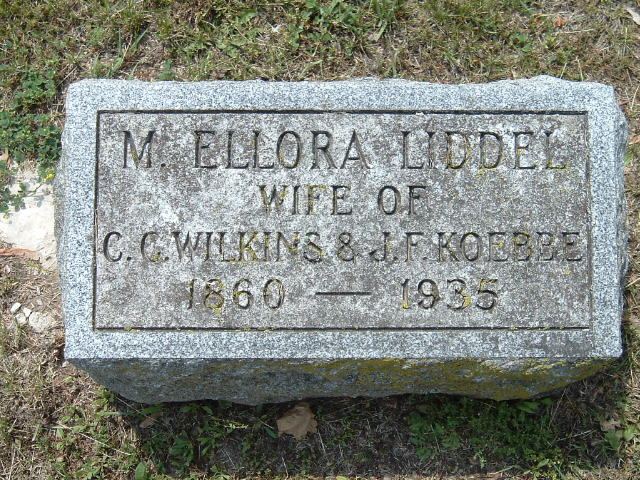 M. ELLORA LIDDEL
WIFE OF
C. C. WILKINS & J. F. KOEBBE
1860 — 1935